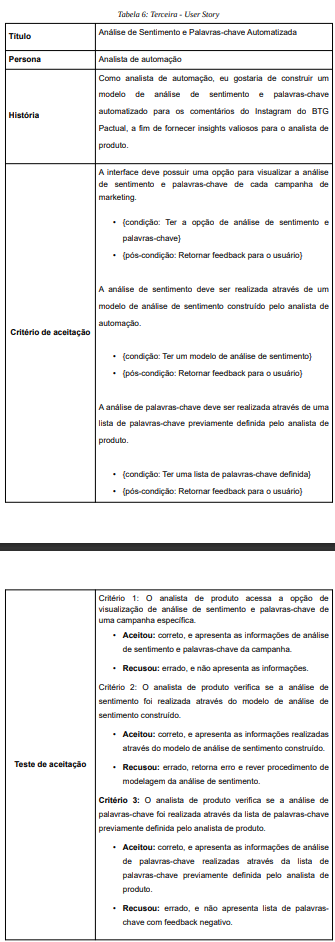 Tabela 6: Terceira - User Story
Título
Análise de Sentimento e Palavras-chave Automatizada
Persona
Analista de automação
História
Como analista de automação, eu gostaria de construir um
modelo de análise de sentimento e palavras-chave
automatizado para os comentários do Instagram do BTG
Pactual, a fim de fornecer insights valiosos para o analista de
produto.
Critério de aceitação
A interface deve possuir uma opção para visualizar a análise
de sentimento e palavras-chave de cada campanha de
marketing.
• {condição: Ter a opção de análise de sentimento e
palavras-chave}
• {pós-condição: Retornar feedback para o usuário}
A análise de sentimento deve ser realizada através de um
modelo de análise de sentimento construído pelo analista de
automação.
• {condição: Ter um modelo de análise de sentimento}
• {pós-condição: Retornar feedback para o usuário}
A análise de palavras-chave deve ser realizada através de uma
lista de palavras-chave previamente definida pelo analista de
produto.
• {condição: Ter uma lista de palavras-chave definida}
• {pós-condição: Retornar feedback para o usuário}
Teste de aceitação
Critério 1: O analista de produto acessa a opção de
visualização de análise de sentimento e palavras-chave de
uma campanha específica.
• Aceitou: correto, e apresenta as informações de análise
de sentimento e palavras-chave da campanha.
• Recusou: errado, e não apresenta as informações.
Critério 2: O analista de produto verifica se a análise de
sentimento foi realizada através do modelo de análise de
sentimento construído.
• Aceitou: correto, e apresenta as informações realizadas
através do modelo de análise de sentimento construído.
• Recusou: errado, retorna erro e rever procedimento de
modelagem da análise de sentimento.
Critério 3: O analista de produto verifica se a análise de
palavras-chave foi realizada através da lista de palavras-chave
previamente definida pelo analista de produto.
• Aceitou: correto, e apresenta as informações de análise
de palavras-chave realizadas através da lista de
palavras-chave previamente definida pelo analista de
produto.
• Recusou: errado, e não apresenta lista de palavras-
chave com feedback negativo.